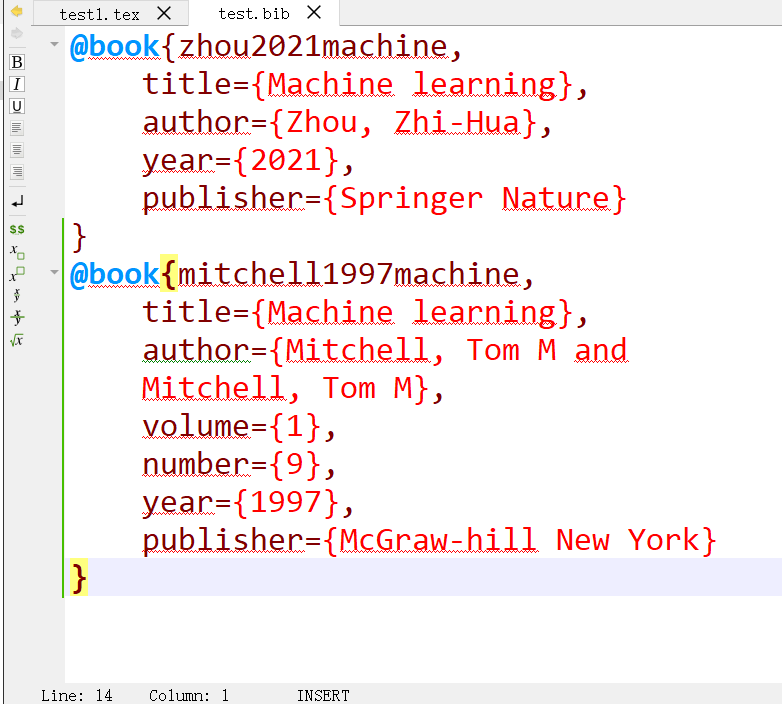 test1.tex test.bib
B
I
U
@book{zhou2021machine,
title={Machine learning},
author={Zhou, Zhi-Hua},
year={2021},
publisher={Springer Nature}
}
@book{mitchell1997machine,
title={Machine learning},
author={Mitchell, Tom M and
Mitchell, Tom M},
volume={1},
number={9},
year={1997},
publisher={McGraw-hill New York}
}
Line: 14 Column: 1 INSERT